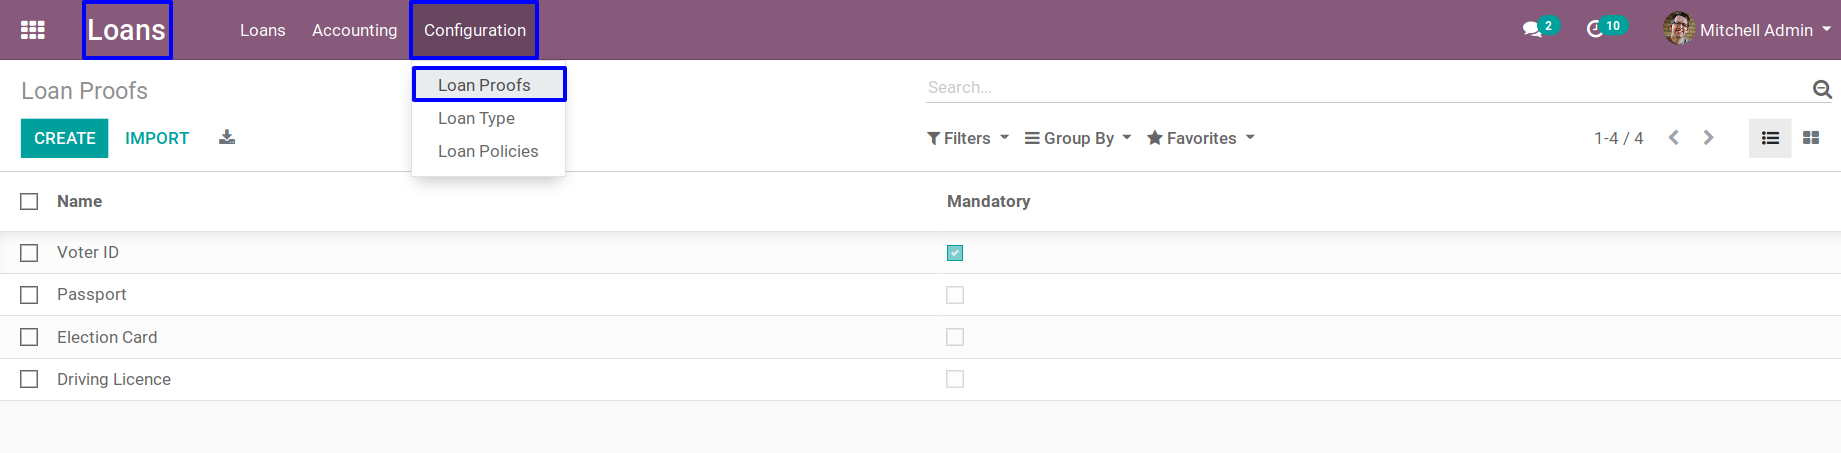 Loans Loans Accounting Configuration 2 10 Mitchell Admin
Loan Proofs Loan Proofs Search...
Loan Type
CREATE IMPORT Filters Group By Favorites 1-4 / 4
Loan Policies
Name Mandatory
Voter ID
Passport
Election Card
Driving Licence